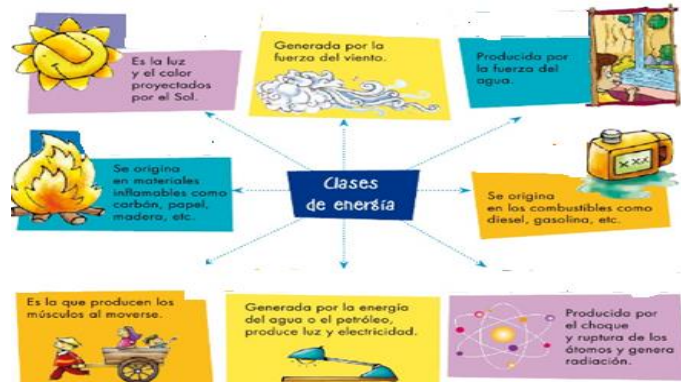 Es la luz
y el calor
proyectados
por el Sol.
Generada por la
fuerza del viento.
Producida por
la fuerza del
agua.
Se origina
en materiales
inflamables como
carbón, papel,
madera, etc.
Clases
de energía
XXX
Se origina
en los combustibles como
diesel, gasolina, etc.
Es la que producen los
músculos al moverse.
Generada por la energía
del agua o el petróleo,
produce luz y electricidad.
Producida por
el choque
y ruptura de los
átomos y genera
radiación.